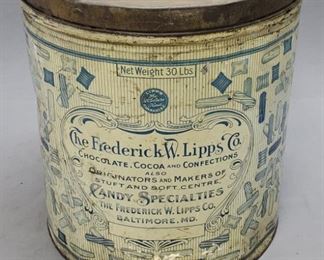 Net Weight 30 Lbs
The Frederick W. Lipps Co.
CHOCOLATE, COCOA AND CONFECTIONS
ALSO
ORIGINATORS AND MAKERS OF
STUFT AND SOFT CENTRE
CANDY SPECIALTIES
THE FREDERICK W. LIPPS CO.
BALTIMORE, MD.